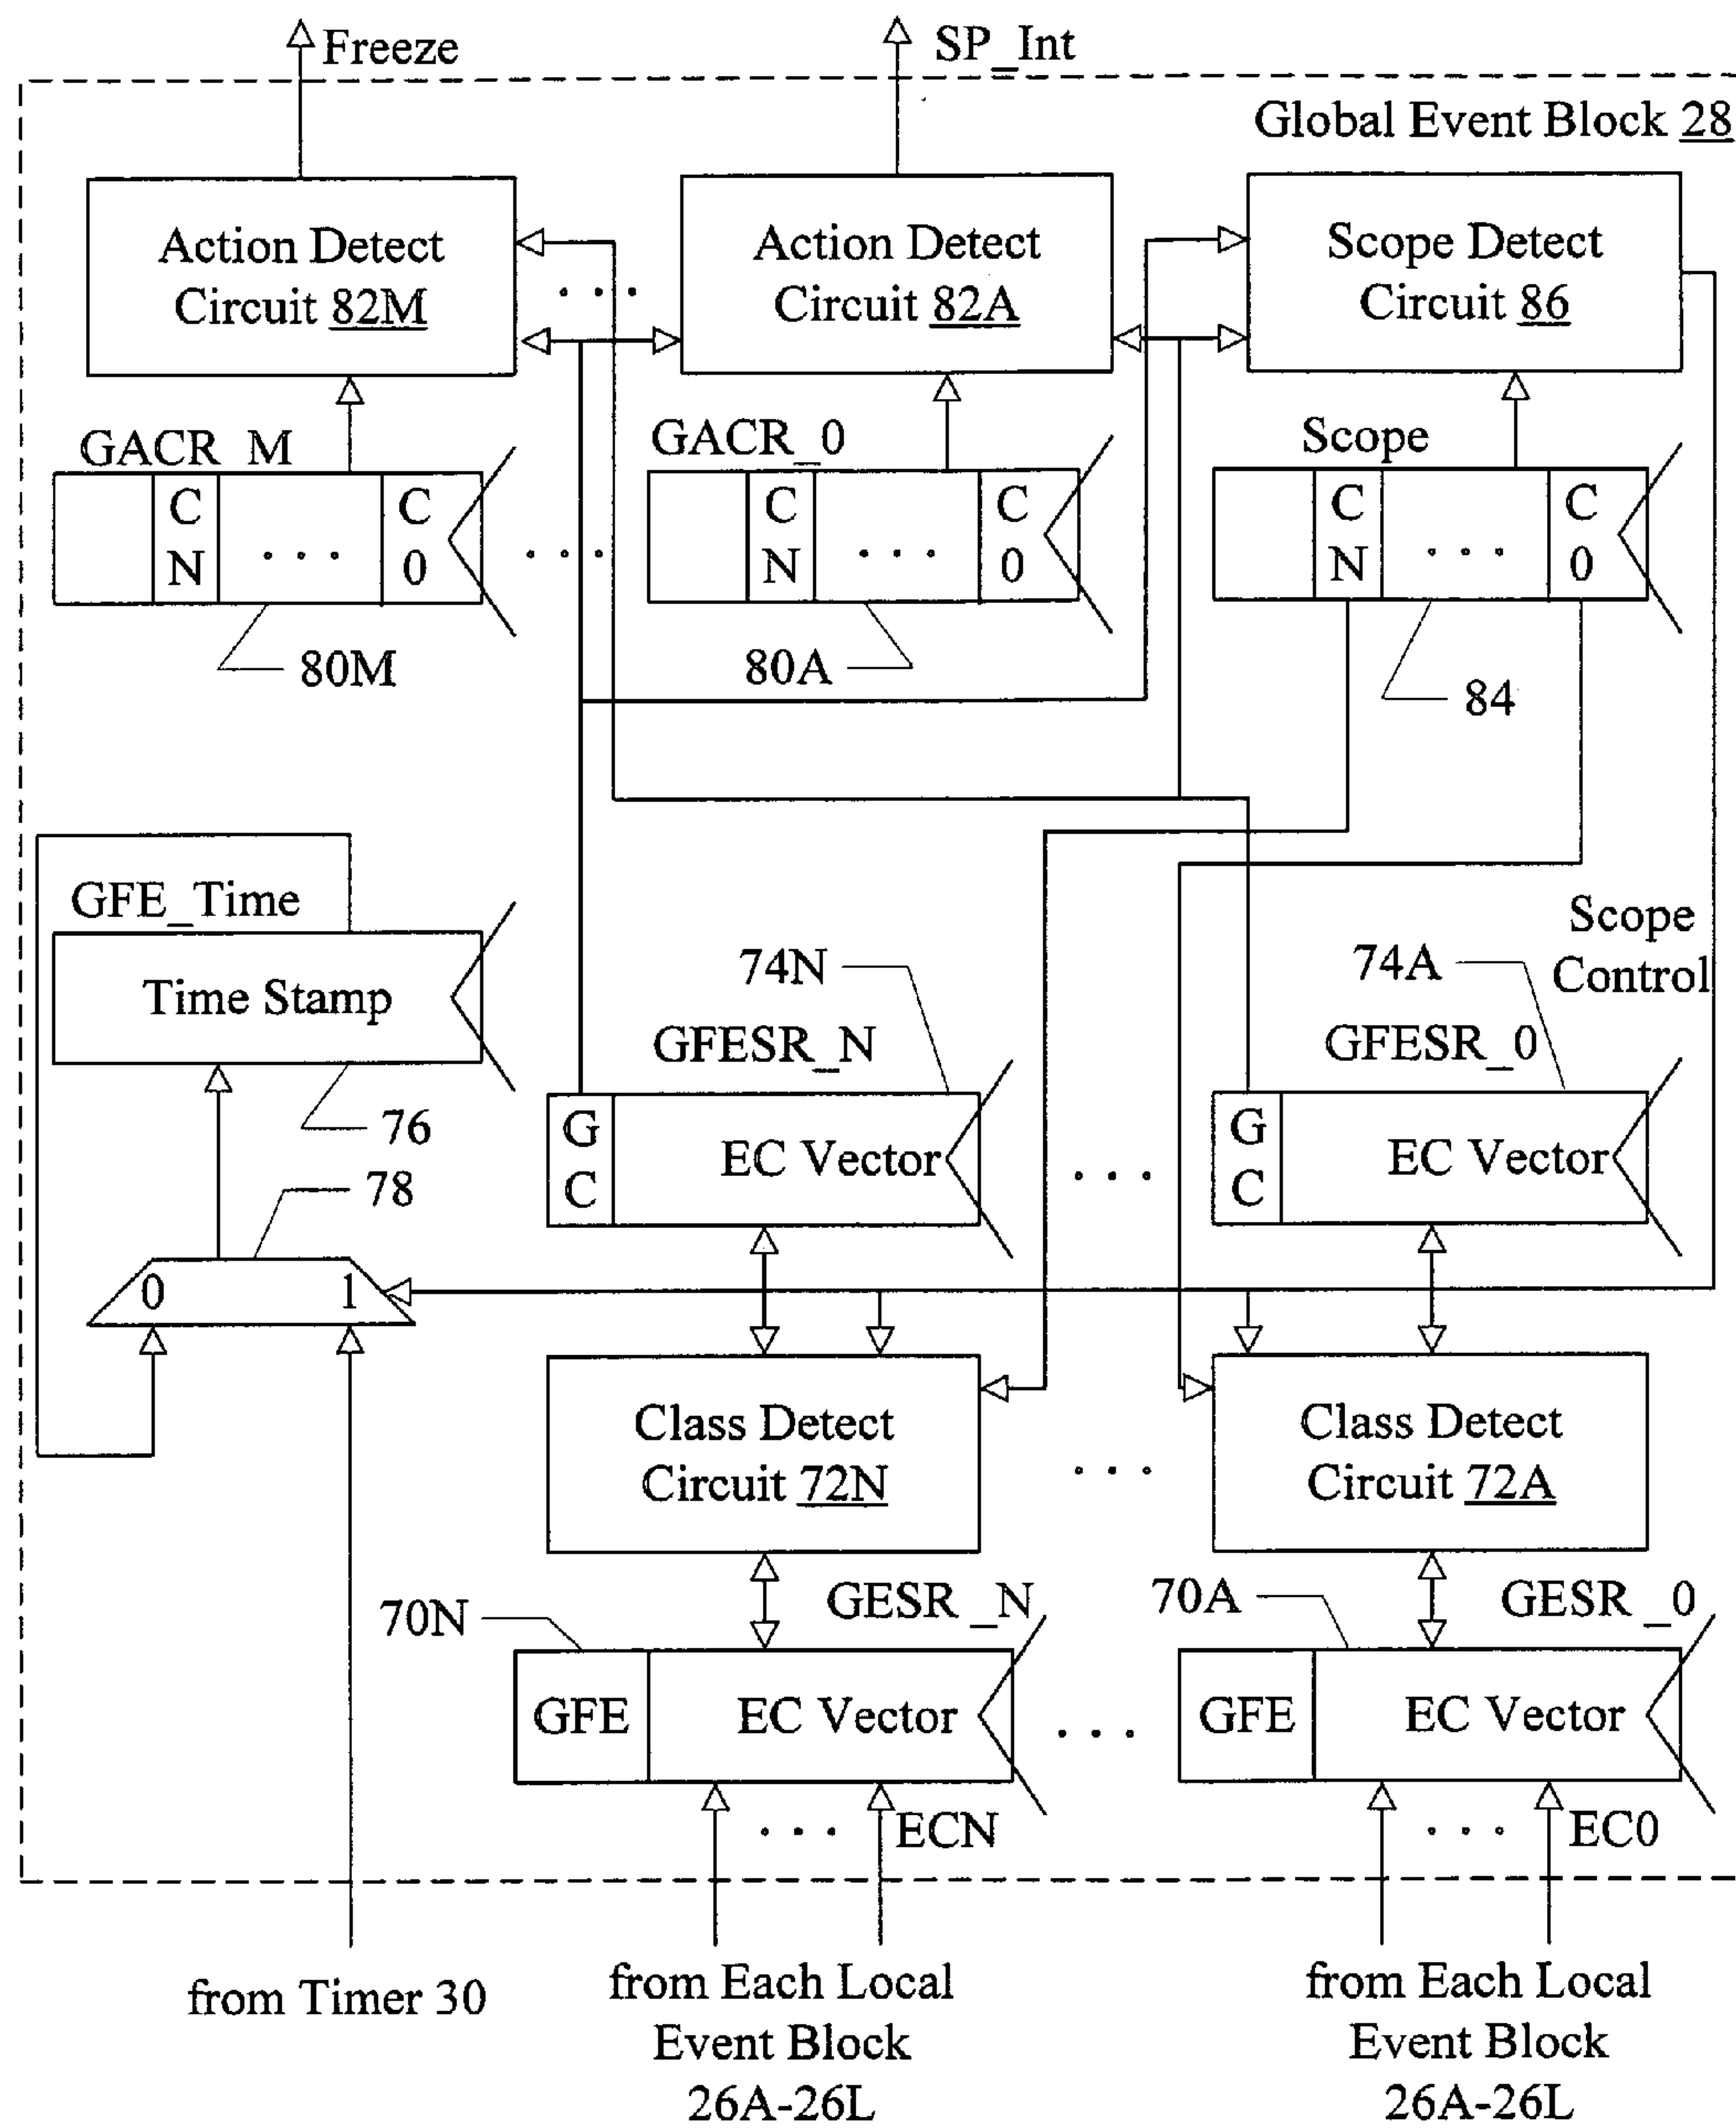 Freeze
SP_Int
Global Event Block 28
Action Detect
Circuit 82M
. . .
Action Detect
Circuit 82A
Scope Detect
Circuit 86
GACR_M
C
N
. . .
C
0
. . .
GACR_0
C
N
. . .
C
0
Scope
C
N
. . .
C
0
80M
80A
84
GFE_Time
Time Stamp
76
78
0
1
Scope
Control
74N
GFESR_N
G
C
EC Vector
. . .
74A
GFESR_0
G
C
EC Vector
Class Detect
Circuit 72N
. . .
Class Detect
Circuit 72A
70N
GESR_N
GFE
EC Vector
. . .
70A
GESR_0
GFE
EC Vector
. . .
ECN
. . .
EC0
from Timer 30
from Each Local
Event Block
26A-26L
from Each Local
Event Block
26A-26L